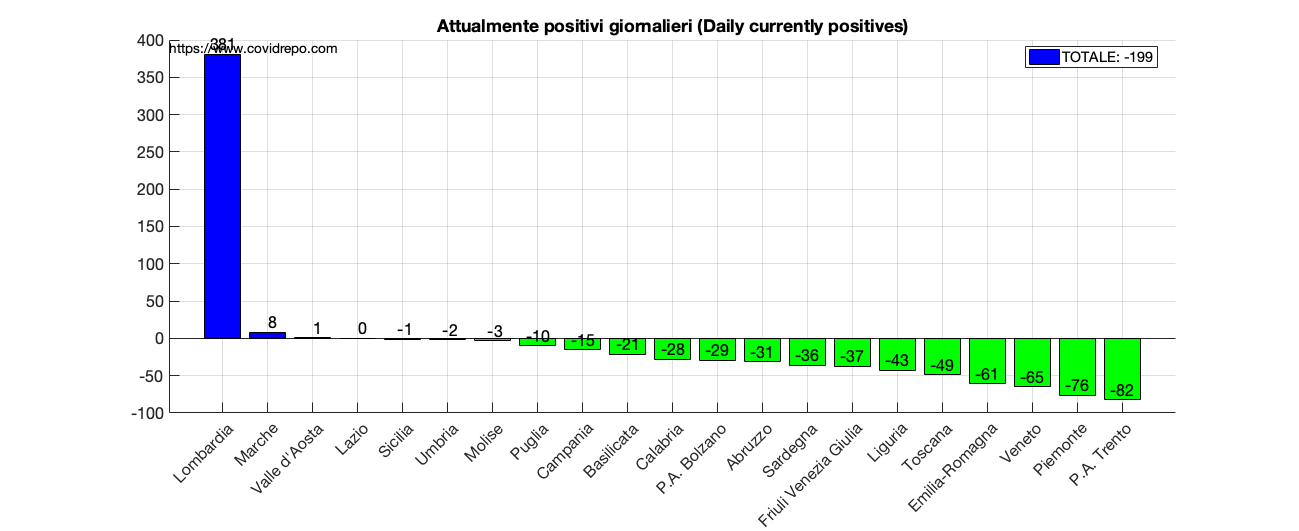 Attualmente positivi giornalieri (Daily currently positives)
https://www.covidrepo.com
TOTALE: -199
400
350
300
250
200
150
100
50
0
-50
-100
381
8
1
0
-1
-2
-3
-10
-15
-21
-28
-29
-31
-36
-37
-43
-49
-61
-65
-76
-82
Lombardia
Marche
Valle d'Aosta
Lazio
Sicilia
Umbria
Molise
Puglia
Campania
Basilicata
Calabria
P.A. Bolzano
Abruzzo
Sardegna
Friuli Venezia Giulia
Liguria
Toscana
Emilia-Romagna
Veneto
Piemonte
P.A. Trento